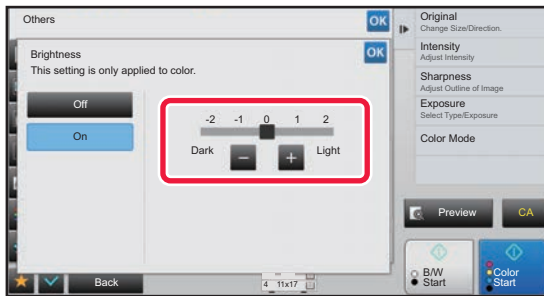 Others
OK
Brightness
OK
This setting is only applied to color.
Off
On
-2 -1 0 1 2
Dark
Light
Back
4 11x17
Original
Change Size/Direction.
Intensity
Adjust Intensity
Sharpness
Adjust Outline of Image
Exposure
Select Type/Exposure
Color Mode
Preview
CA
B/W
Start
Color
Start